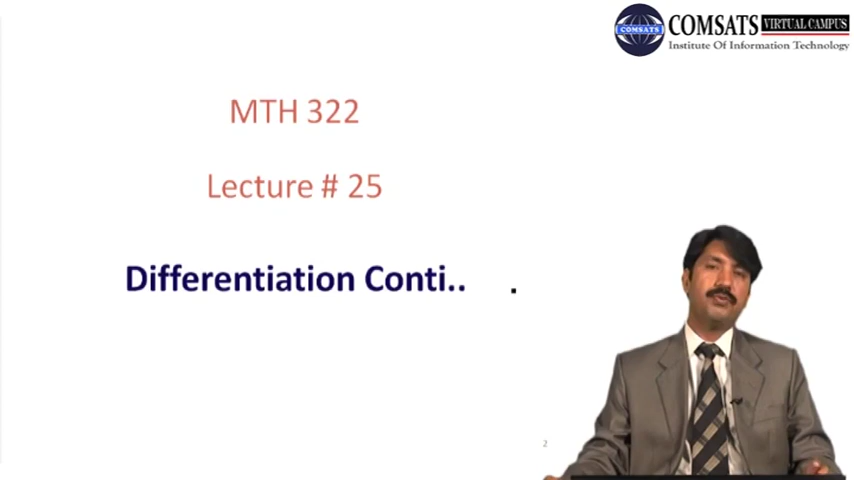 COMSATS VIRTUAL CAMPUS
Institute Of Information Technology
COMSATS
MTH 322
Lecture # 25
Differentiation Conti..
2